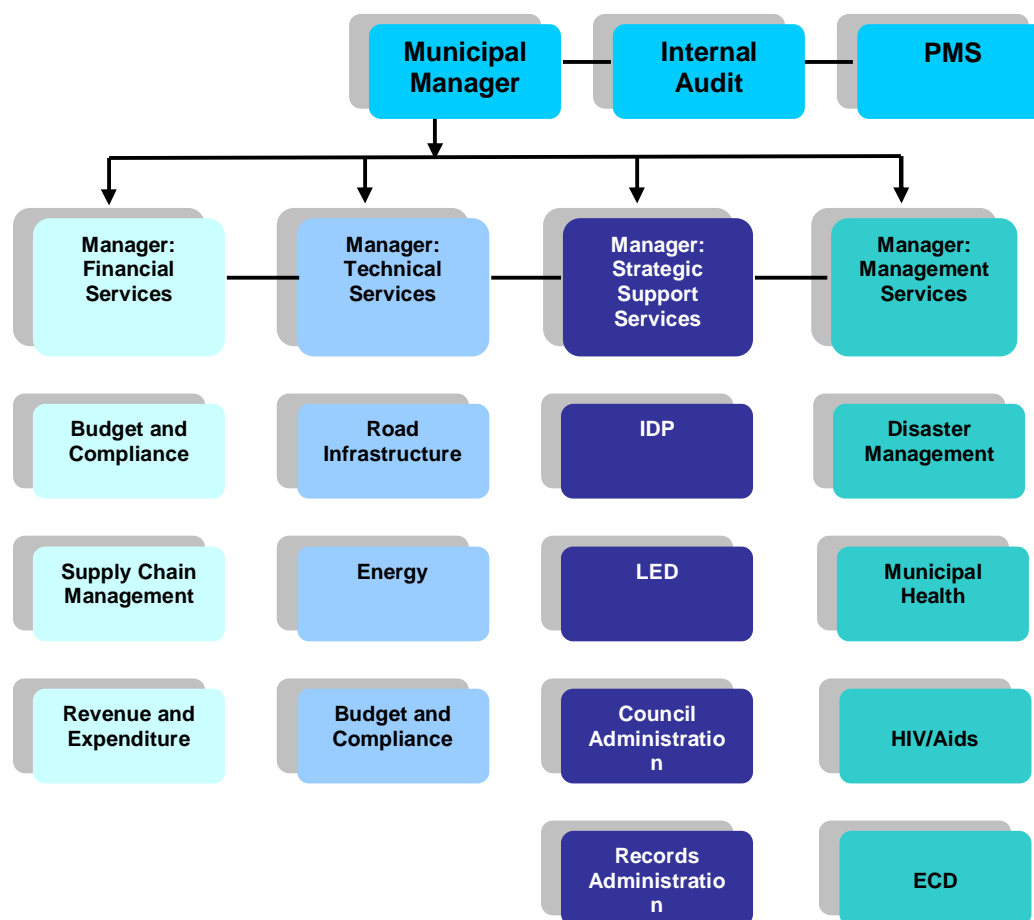 Municipal
Manager
Internal
Audit
PMS
Manager:
Financial
Services
Manager:
Technical
Services
Manager:
Strategic
Support
Services
Manager:
Management
Services
Budget and
Compliance
Road
Infrastructure
IDP
Disaster
Management
Supply Chain
Management
Energy
LED
Municipal
Health
Revenue and
Expenditure
Budget and
Compliance
Council
Administratio
n
HIV/Aids
Records
Administratio
n
ECD